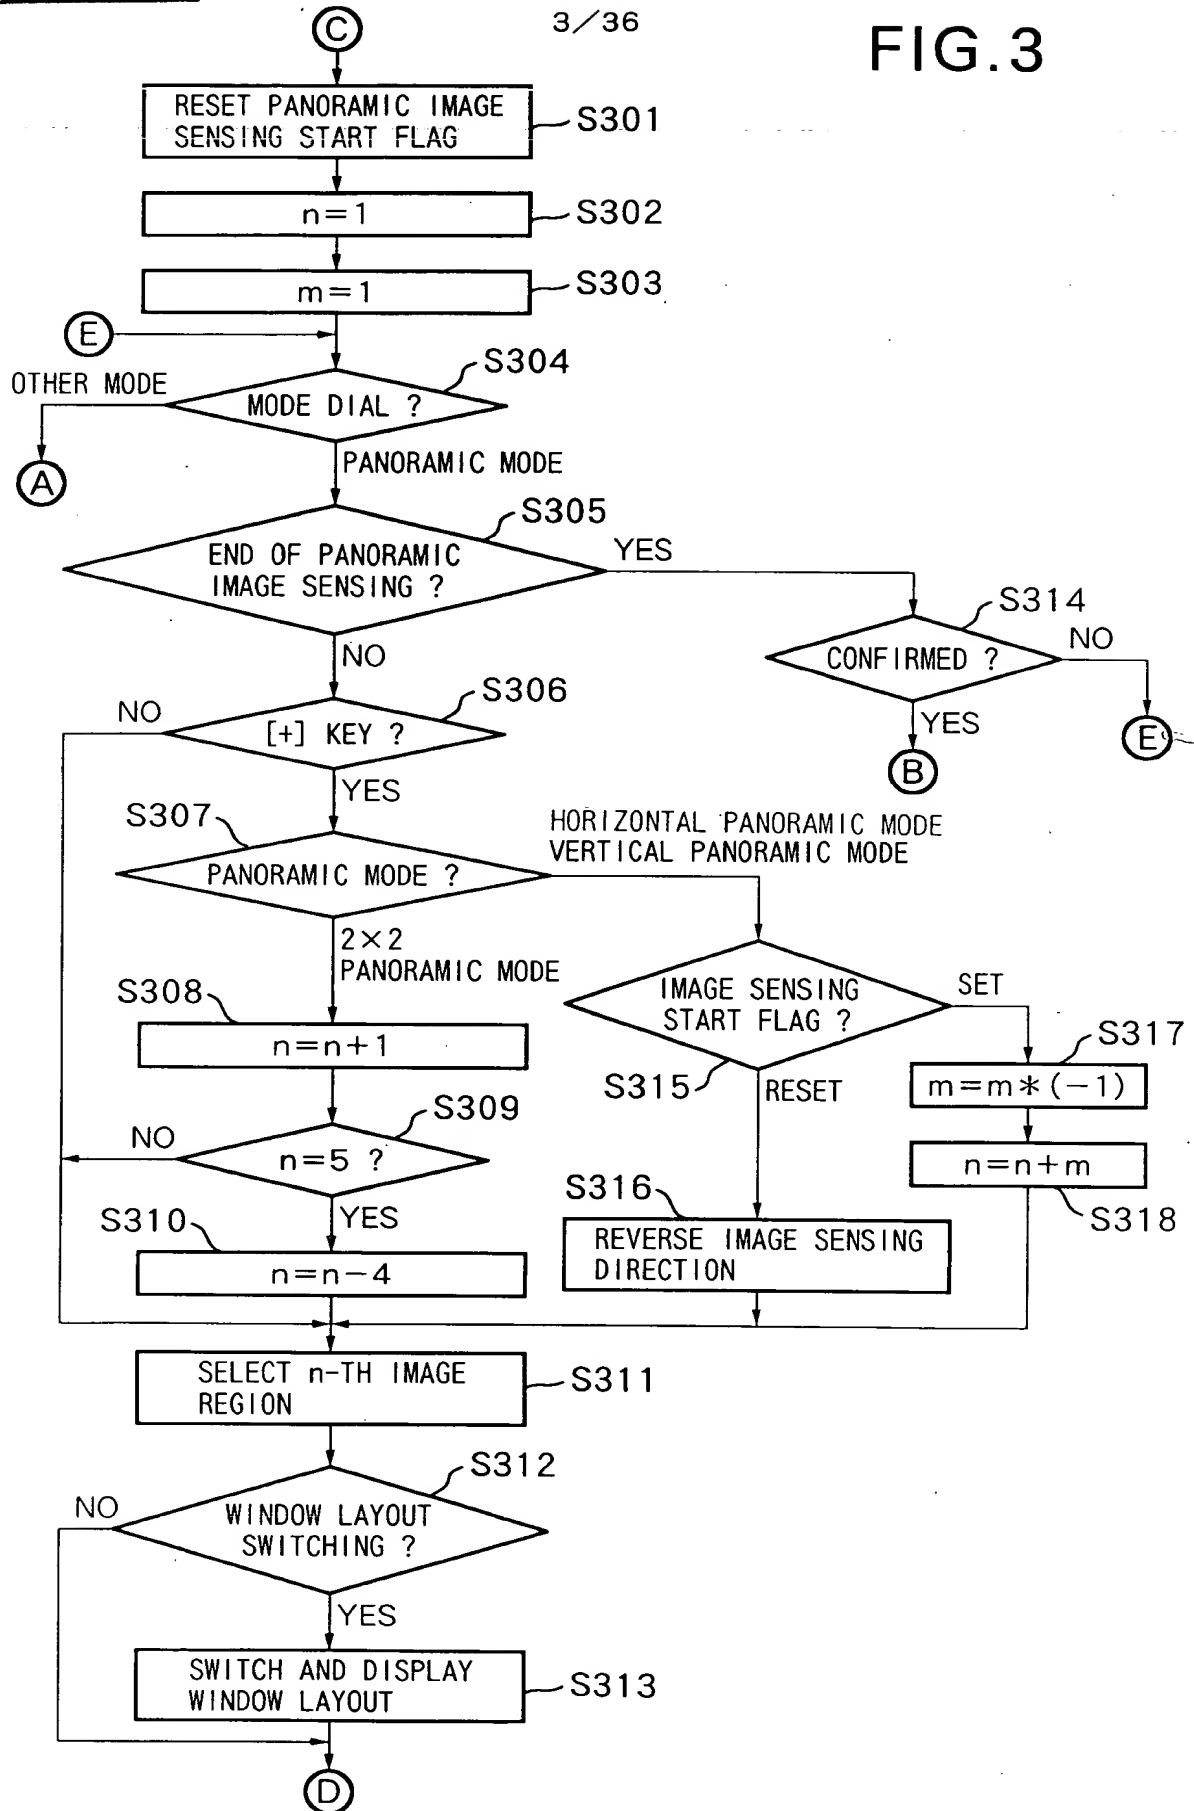 C
3/36
FIG.3
RESET PANORAMIC IMAGE
SENSING START FLAG
S301
n=1
S302
m=1
S303
E
S304
OTHER MODE
MODE DIAL ?
A
PANORAMIC MODE
S305
END OF PANORAMIC
IMAGE SENSING ?
YES
S314
CONFIRMED ?
NO
YES
E
B
NO
S306
NO
[+] KEY ?
YES
S307
HORIZONTAL PANORAMIC MODE
VERTICAL PANORAMIC MODE
PANORAMIC MODE ?
2×2
PANORAMIC MODE
IMAGE SENSING
START FLAG ?
SET
S315
RESET
S317
m=m*(-1)
n=n+m
S318
S308
n=n+1
S309
NO
n=5 ?
YES
S310
n=n-4
S316
REVERSE IMAGE SENSING
DIRECTION
SELECT n-TH IMAGE
REGION
S311
S312
NO
WINDOW LAYOUT
SWITCHING ?
YES
SWITCH AND DISPLAY
WINDOW LAYOUT
S313
D